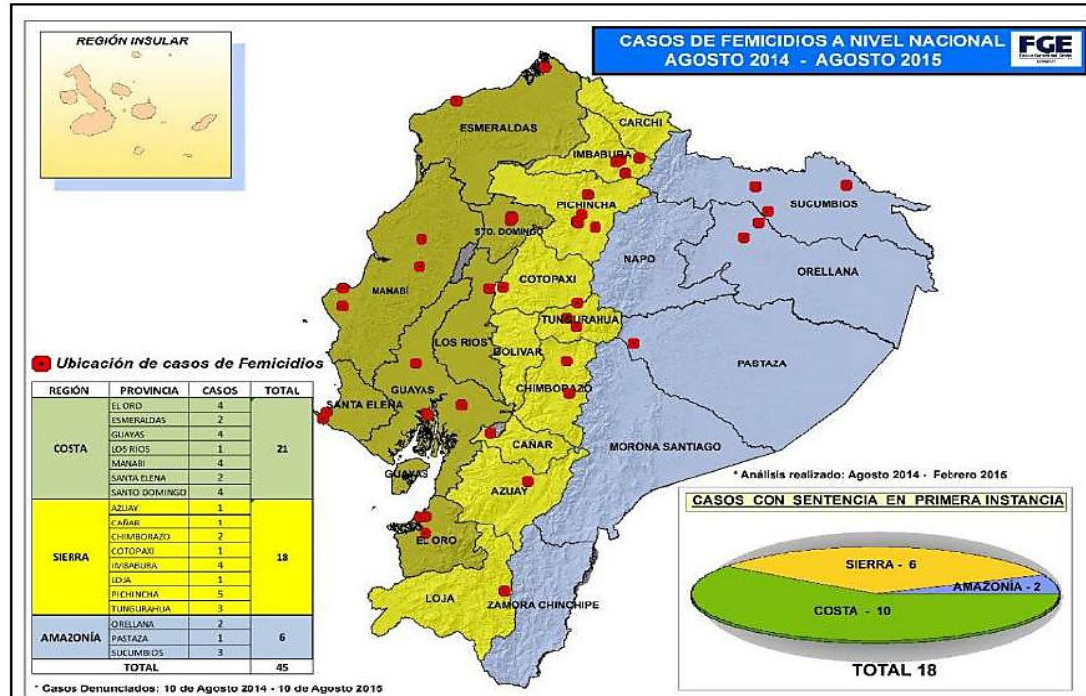 REGIÓN INSULAR
CASOS DE FEMICIDIOS A NIVEL NACIONAL
AGOSTO 2014 - AGOSTO 2015
FGE
ESMERALDAS
CARCHI
IMBABURA
PICHINCHA
SUCUMBIOS
STO. DOMINGO
NAPO
ORELLANA
COTOPAXI
MANABÍ
TUNGURAHUA
LOS RIOS
BOLIVAR
PASTAZA
CHIMBORAZO
GUAYAS
SANTA ELENA
CAÑAR
MORONA SANTIAGO
GUAYAS
AZUAY
EL ORO
LOJA
ZAMORA CHINCHIPE
Ubicación de casos de Femicidios
REGIÓN PROVINCIA CASOS TOTAL
COSTA
EL ORO 4
ESMERALDAS 2
GUAYAS 4
LOS RIOS 1
MANABI 4
SANTA ELENA 2
SANTO DOMINGO 4
21
SIERRA
AZUAY 1
CAÑAR 1
CHIMBORAZO 2
COTOPAXI 1
IMBABURA 4
LOJA 1
PICHINCHA 5
TUNGURAHUA 3
18
AMAZONÍA
ORELLANA 2
PASTAZA 1
SUCUMBIOS 3
6
TOTAL 45
* Casos Denunciados: 10 de Agosto 2014 - 10 de Agosto 2015
* Análisis realizado: Agosto 2014 - Febrero 2015
CASOS CON SENTENCIA EN PRIMERA INSTANCIA
SIERRA - 6
AMAZONÍA - 2
COSTA - 10
TOTAL 18